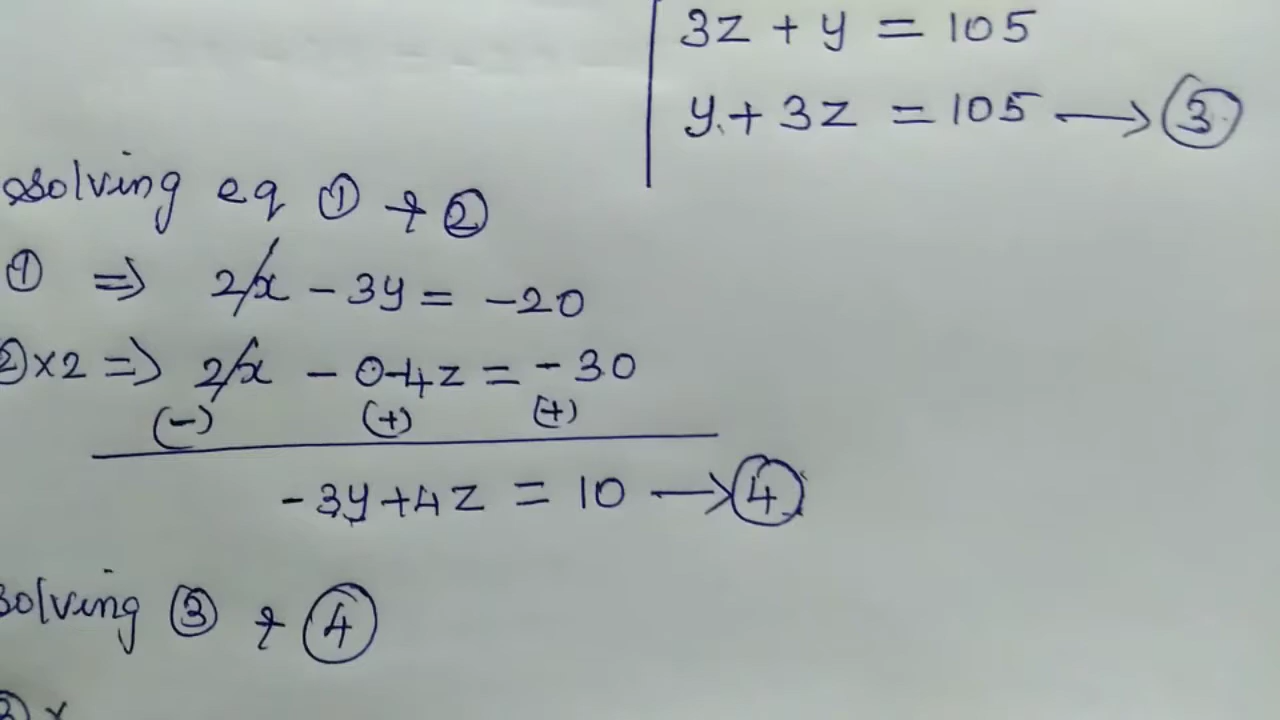 3z + y = 105
y + 3z = 105 → ③
solving eq ① & ②
① ⇒ 2x - 3y = -20
②×2 ⇒ 2x - 0-4z = -30
(-) (+) (+)
-3y+4z = 10 → ④
solving ③ & ④